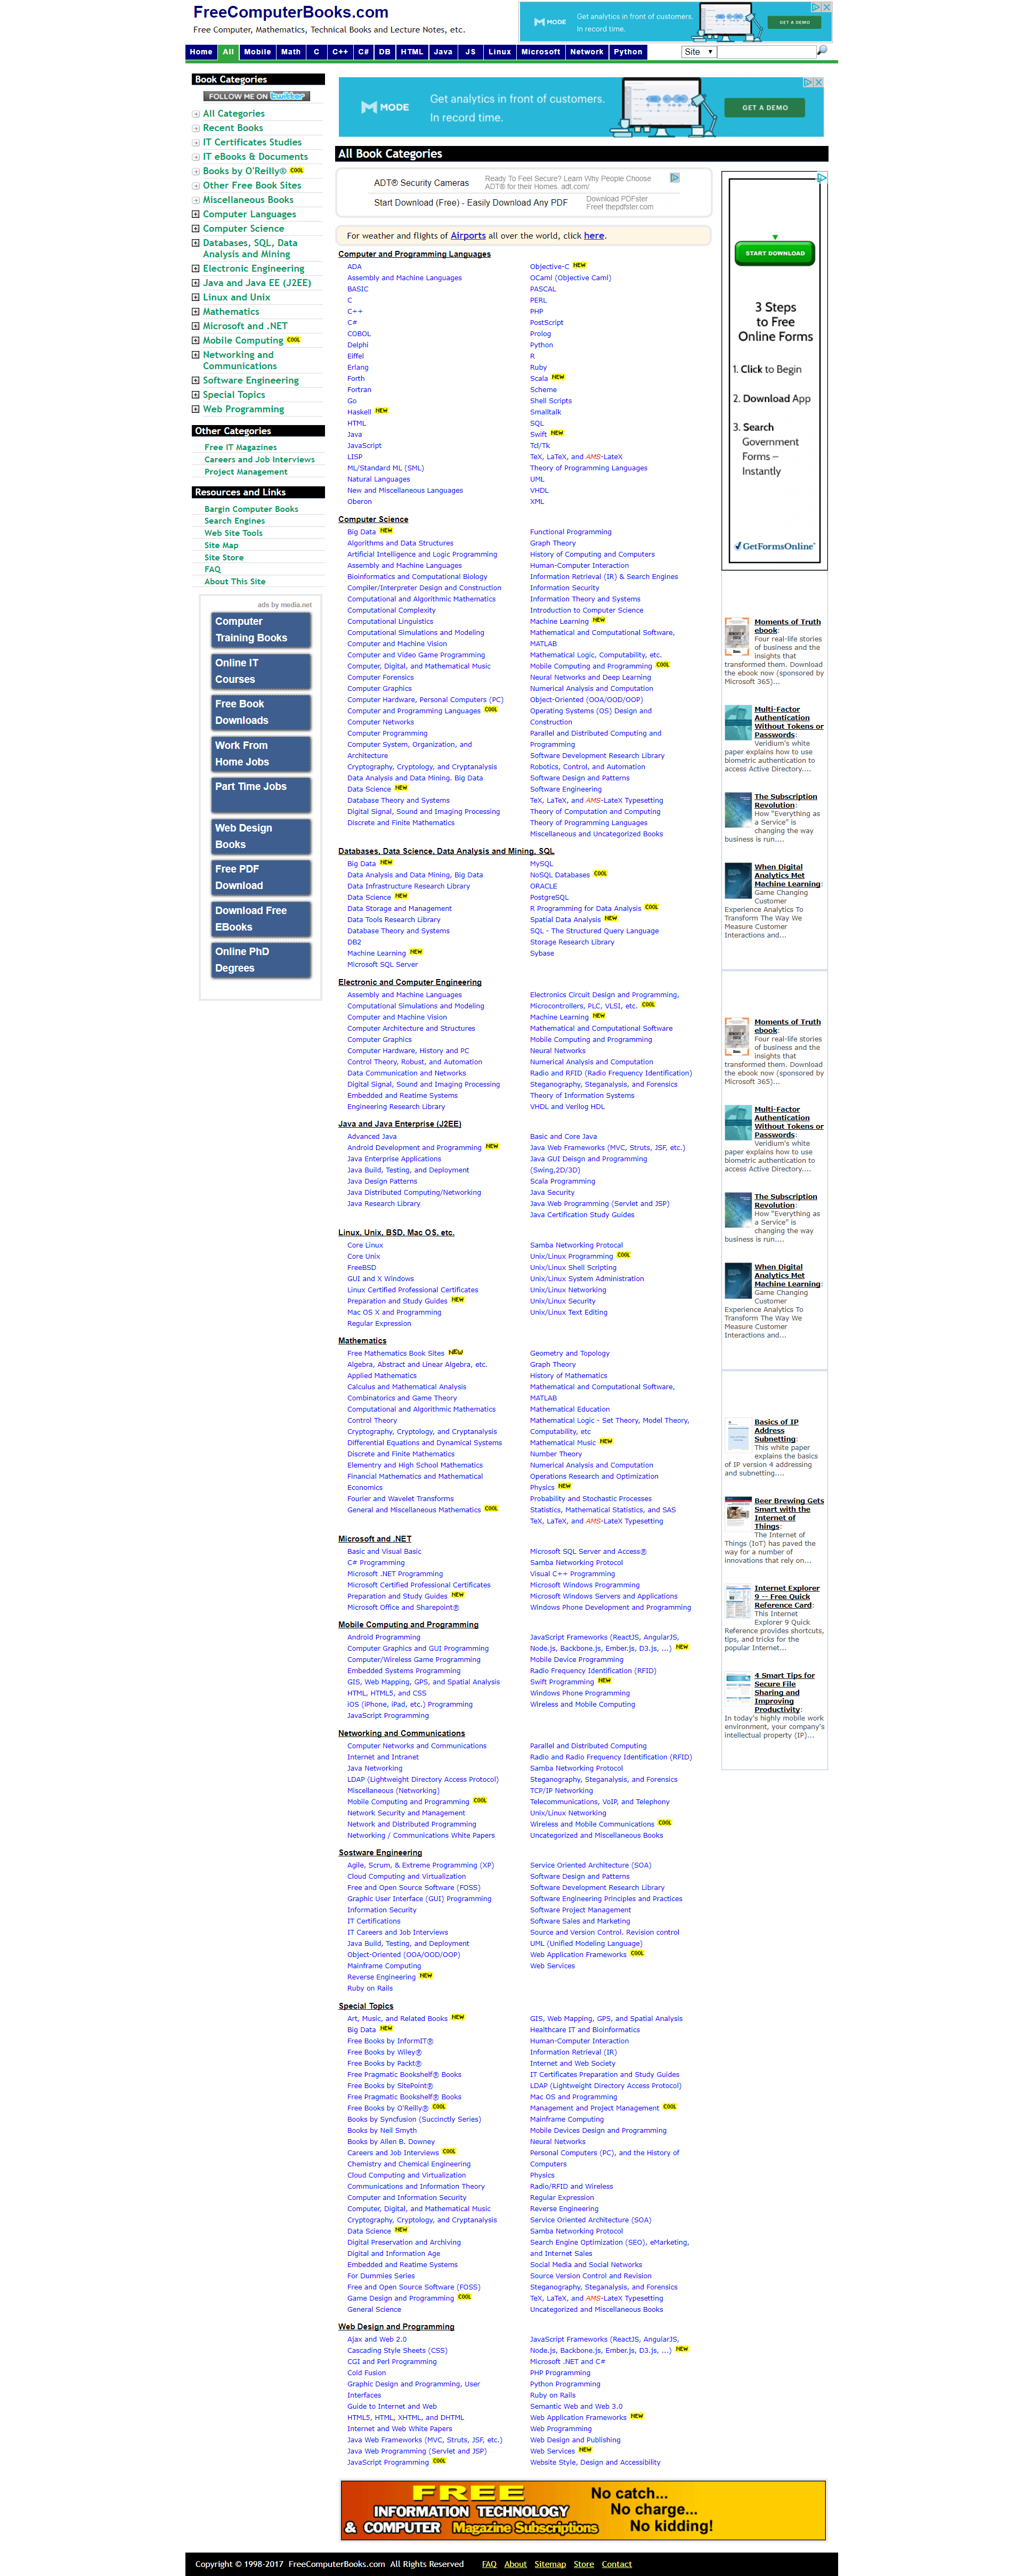 FreeComputerBooks.com
Free Computer, Mathematics, Technical Books and Lecture Notes, etc.
MODE
Get analytics in front of customers.
In record time.
GET A DEMO
Home All Mobile Math C C++ C# DB HTML Java JS Linux Microsoft Network Python
Site
Book Categories
FOLLOW ME ON twitter
All Categories
Recent Books
IT Certificates Studies
IT eBooks & Documents
Books by O'Reilly® COOL
Other Free Book Sites
Miscellaneous Books
Computer Languages
Computer Science
Databases, SQL, Data
Analysis and Mining
Electronic Engineering
Java and Java EE (J2EE)
Linux and Unix
Mathematics
Microsoft and .NET
Mobile Computing COOL
Networking and
Communications
Software Engineering
Special Topics
Web Programming
Other Categories
Free IT Magazines
Careers and Job Interviews
Project Management
Resources and Links
Bargin Computer Books
Search Engines
Web Site Tools
Site Map
Site Store
FAQ
About This Site
ads by media.net
Computer
Training Books
Online IT
Courses
Free Book
Downloads
Work From
Home Jobs
Part Time Jobs
Web Design
Books
Free PDF
Download
Download Free
EBooks
Online PhD
Degrees
MODE
Get analytics in front of customers.
In record time.
GET A DEMO
All Book Categories
ADT® Security Cameras
Ready To Feel Secure? Learn Why People Choose
ADT® for their Homes. adt.com/
Start Download (Free) - Easily Download Any PDF
Download PDFster
Free! thepdfster.com
For weather and flights of Airports all over the world, click here.
Computer and Programming Languages
ADA
Assembly and Machine Languages
BASIC
C
C++
C#
COBOL
Delphi
Eiffel
Erlang
Forth
Fortran
Go
Haskell NEW
HTML
Java
JavaScript
LISP
ML/Standard ML (SML)
Natural Languages
New and Miscellaneous Languages
Oberon
Objective-C NEW
OCaml (Objective Caml)
PASCAL
PERL
PHP
PostScript
Prolog
Python
R
Ruby
Scala NEW
Scheme
Shell Scripts
Smalltalk
SQL
Swift NEW
Tcl/Tk
TeX, LaTeX, and AMS-LateX
Theory of Programming Languages
UML
VHDL
XML
Computer Science
Big Data NEW
Algorithms and Data Structures
Artificial Intelligence and Logic Programming
Assembly and Machine Languages
Bioinformatics and Computational Biology
Compiler/Interpreter Design and Construction
Computational and Algorithmic Mathematics
Computational Complexity
Computational Linguistics
Computational Simulations and Modeling
Computer and Machine Vision
Computer and Video Game Programming
Computer, Digital, and Mathematical Music
Computer Forensics
Computer Graphics
Computer Hardware, Personal Computers (PC)
Computer and Programming Languages COOL
Computer Networks
Computer Programming
Computer System, Organization, and
Architecture
Cryptography, Cryptology, and Cryptanalysis
Data Analysis and Data Mining. Big Data
Data Science NEW
Database Theory and Systems
Digital Signal, Sound and Imaging Processing
Discrete and Finite Mathematics
Functional Programming
Graph Theory
History of Computing and Computers
Human-Computer Interaction
Information Retrieval (IR) & Search Engines
Information Security
Information Theory and Systems
Introduction to Computer Science
Machine Learning NEW
Mathematical and Computational Software,
MATLAB
Mathematical Logic, Computability, etc.
Mobile Computing and Programming COOL
Neural Networks and Deep Learning
Numerical Analysis and Computation
Object-Oriented (OOA/OOD/OOP)
Operating Systems (OS) Design and
Construction
Parallel and Distributed Computing and
Programming
Software Development Research Library
Robotics, Control, and Automation
Software Design and Patterns
Software Engineering
TeX, LaTeX, and AMS-LateX Typesetting
Theory of Computation and Computing
Theory of Programming Languages
Miscellaneous and Uncategorized Books
Databases, Data Science, Data Analysis and Mining, SQL
Big Data NEW
Data Analysis and Data Mining, Big Data
Data Infrastructure Research Library
Data Science NEW
Data Storage and Management
Data Tools Research Library
Database Theory and Systems
DB2
Machine Learning NEW
Microsoft SQL Server
MySQL
NoSQL Databases COOL
ORACLE
PostgreSQL
R Programming for Data Analysis COOL
Spatial Data Analysis NEW
SQL - The Structured Query Language
Storage Research Library
Sybase
Electronic and Computer Engineering
Assembly and Machine Languages
Computational Simulations and Modeling
Computer and Machine Vision
Computer Architecture and Structures
Computer Graphics
Computer Hardware, History and PC
Control Theory, Robust, and Automation
Data Communication and Networks
Digital Signal, Sound and Imaging Processing
Embedded and Reatime Systems
Engineering Research Library
Electronics Circuit Design and Programming,
Microcontrollers, PLC, VLSI, etc. COOL
Machine Learning NEW
Mathematical and Computational Software
Mobile Computing and Programming
Neural Networks
Numerical Analysis and Computation
Radio and RFID (Radio Frequency Identification)
Steganography, Steganalysis, and Forensics
Theory of Information Systems
VHDL and Verilog HDL
Java and Java Enterprise (J2EE)
Advanced Java
Android Development and Programming NEW
Java Enterprise Applications
Java Build, Testing, and Deployment
Java Design Patterns
Java Distributed Computing/Networking
Java Research Library
Basic and Core Java
Java Web Frameworks (MVC, Struts, JSF, etc.)
Java GUI Deisgn and Programming
(Swing,2D/3D)
Scala Programming
Java Security
Java Web Programming (Servlet and JSP)
Java Certification Study Guides
Linux, Unix, BSD, Mac OS, etc.
Core Linux
Core Unix
FreeBSD
GUI and X Windows
Linux Certified Professional Certificates
Preparation and Study Guides NEW
Mac OS X and Programming
Regular Expression
Samba Networking Protocal
Unix/Linux Programming COOL
Unix/Linux Shell Scripting
Unix/Linux System Administration
Unix/Linux Networking
Unix/Linux Security
Unix/Linux Text Editing
Mathematics
Free Mathematics Book Sites NEW
Algebra, Abstract and Linear Algebra, etc.
Applied Mathematics
Calculus and Mathematical Analysis
Combinatorics and Game Theory
Computational and Algorithmic Mathematics
Control Theory
Cryptography, Cryptology, and Cryptanalysis
Differential Equations and Dynamical Systems
Discrete and Finite Mathematics
Elementry and High School Mathematics
Financial Mathematics and Mathematical
Economics
Fourier and Wavelet Transforms
General and Miscellaneous Mathematics COOL
Geometry and Topology
Graph Theory
History of Mathematics
Mathematical and Computational Software,
MATLAB
Mathematical Education
Mathematical Logic - Set Theory, Model Theory,
Computability, etc
Mathematical Music NEW
Number Theory
Numerical Analysis and Computation
Operations Research and Optimization
Physics NEW
Probability and Stochastic Processes
Statistics, Mathematical Statistics, and SAS
TeX, LaTeX, and AMS-LateX Typesetting
Microsoft and .NET
Basic and Visual Basic
C# Programming
Microsoft .NET Programming
Microsoft Certified Professional Certificates
Preparation and Study Guides NEW
Microsoft Office and Sharepoint®
Microsoft SQL Server and Access®
Samba Networking Protocol
Visual C++ Programming
Microsoft Windows Programming
Microsoft Windows Servers and Applications
Windows Phone Development and Programming
Mobile Computing and Programming
Android Programming
Computer Graphics and GUI Programming
Computer/Wireless Game Programming
Embedded Systems Programming
GIS, Web Mapping, GPS, and Spatial Analysis
HTML, HTML5, and CSS
iOS (iPhone, iPad, etc.) Programming
JavaScript Programming
JavaScript Frameworks (ReactJS, AngularJS,
Node.js, Backbone.js, Ember.js, D3.js, ...) NEW
Mobile Device Programming
Radio Frequency Identification (RFID)
Swift Programming NEW
Windows Phone Programming
Wireless and Mobile Computing
Networking and Communications
Computer Networks and Communications
Internet and Intranet
Java Networking
LDAP (Lightweight Directory Access Protocol)
Miscellaneous (Networking)
Mobile Computing and Programming COOL
Network Security and Management
Network and Distributed Programming
Networking / Communications White Papers
Parallel and Distributed Computing
Radio and Radio Frequency Identification (RFID)
Samba Networking Protocol
Steganography, Steganalysis, and Forensics
TCP/IP Networking
Telecommunications, VoIP, and Telephony
Unix/Linux Networking
Wireless and Mobile Communications COOL
Uncategorized and Miscellaneous Books
Sostware Engineering
Agile, Scrum, & Extreme Programming (XP)
Cloud Computing and Virtualization
Free and Open Source Software (FOSS)
Graphic User Interface (GUI) Programming
Information Security
IT Certifications
IT Careers and Job Interviews
Java Build, Testing, and Deployment
Object-Oriented (OOA/OOD/OOP)
Mainframe Computing
Reverse Engineering NEW
Ruby on Rails
Service Oriented Architecture (SOA)
Software Design and Patterns
Software Development Research Library
Software Engineering Principles and Practices
Software Project Management
Software Sales and Marketing
Source and Version Control. Revision control
UML (Unified Modeling Language)
Web Application Frameworks COOL
Web Services
Special Topics
Art, Music, and Related Books NEW
Big Data NEW
Free Books by InformIT®
Free Books by Wiley®
Free Books by Packt®
Free Pragmatic Bookshelf® Books
Free Books by SitePoint®
Free Pragmatic Bookshelf® Books
Free Books by O'Reilly® COOL
Books by Syncfusion (Succinctly Series)
Books by Neil Smyth
Books by Allen B. Downey
Careers and Job Interviews COOL
Chemistry and Chemical Engineering
Cloud Computing and Virtualization
Communications and Information Theory
Computer and Information Security
Computer, Digital, and Mathematical Music
Cryptography, Cryptology, and Cryptanalysis
Data Science NEW
Digital Preservation and Archiving
Digital and Information Age
Embedded and Reatime Systems
For Dummies Series
Free and Open Source Software (FOSS)
Game Design and Programming COOL
General Science
GIS, Web Mapping, GPS, and Spatial Analysis
Healthcare IT and Bioinformatics
Human-Computer Interaction
Information Retrieval (IR)
Internet and Web Society
IT Certificates Preparation and Study Guides
LDAP (Lightweight Directory Access Protocol)
Mac OS and Programming
Management and Project Management COOL
Mainframe Computing
Mobile Devices Design and Programming
Neural Networks
Personal Computers (PC), and the History of
Computers
Physics
Radio/RFID and Wireless
Regular Expression
Reverse Engineering
Service Oriented Architecture (SOA)
Samba Networking Protocol
Search Engine Optimization (SEO), eMarketing,
and Internet Sales
Social Media and Social Networks
Source Version Control and Revision
Steganography, Steganalysis, and Forensics
TeX, LaTeX, and AMS-LateX Typesetting
Uncategorized and Miscellaneous Books
Web Design and Programming
Ajax and Web 2.0
Cascading Style Sheets (CSS)
CGI and Perl Programming
Cold Fusion
Graphic Design and Programming, User
Interfaces
Guide to Internet and Web
HTML5, HTML, XHTML, and DHTML
Internet and Web White Papers
Java Web Frameworks (MVC, Struts, JSF, etc.)
Java Web Programming (Servlet and JSP)
JavaScript Programming COOL
JavaScript Frameworks (ReactJS, AngularJS,
Node.js, Backbone.js, Ember.js, D3.js, ...) NEW
Microsoft .NET and C#
PHP Programming
Python Programming
Ruby on Rails
Semantic Web and Web 3.0
Web Application Frameworks NEW
Web Programming
Web Design and Publishing
Web Services NEW
Website Style, Design and Accessibility
START DOWNLOAD
3 Steps
to Free
Online Forms
1. Click to Begin
2. Download App
3. Search
Government
Forms –
Instantly
GetFormsOnline™
Moments of Truth
ebook:
Four real-life stories
of business and the
insights that
transformed them. Download
the ebook now (sponsored by
Microsoft 365)...
Multi-Factor
Authentication
Without Tokens or
Passwords:
Veridium's white
paper explains how to use
biometric authentication to
access Active Directory....
The Subscription
Revolution:
How "Everything as
a Service" is
changing the way
business is run....
When Digital
Analytics Met
Machine Learning:
Game Changing
Customer
Experience Analytics To
Transform The Way We
Measure Customer
Interactions and...
Moments of Truth
ebook:
Four real-life stories
of business and the
insights that
transformed them. Download
the ebook now (sponsored by
Microsoft 365)...
Multi-Factor
Authentication
Without Tokens or
Passwords:
Veridium's white
paper explains how to use
biometric authentication to
access Active Directory....
The Subscription
Revolution:
How "Everything as
a Service" is
changing the way
business is run....
When Digital
Analytics Met
Machine Learning:
Game Changing
Customer
Experience Analytics To
Transform The Way We
Measure Customer
Interactions and...
Basics of IP
Address
Subnetting:
This white paper
explains the basics
of IP version 4 addressing
and subnetting....
Beer Brewing Gets
Smart with the
Internet of
Things:
The Internet of
Things (IoT) has paved the
way for a number of
innovations that rely on...
Internet Explorer
9 -- Free Quick
Reference Card:
This Internet
Explorer 9 Quick
Reference provides shortcuts,
tips, and tricks for the
popular Internet...
4 Smart Tips for
Secure File
Sharing and
Improving
Productivity:
In today's highly mobile work
environment, your company's
intellectual property (IP)...
FREE
INFORMATION TECHNOLOGY
& COMPUTER Magazine Subscriptions
No catch...
No charge...
No kidding!
Copyright © 1998-2017 FreeComputerBooks.com All Rights Reserved FAQ About Sitemap Store Contact